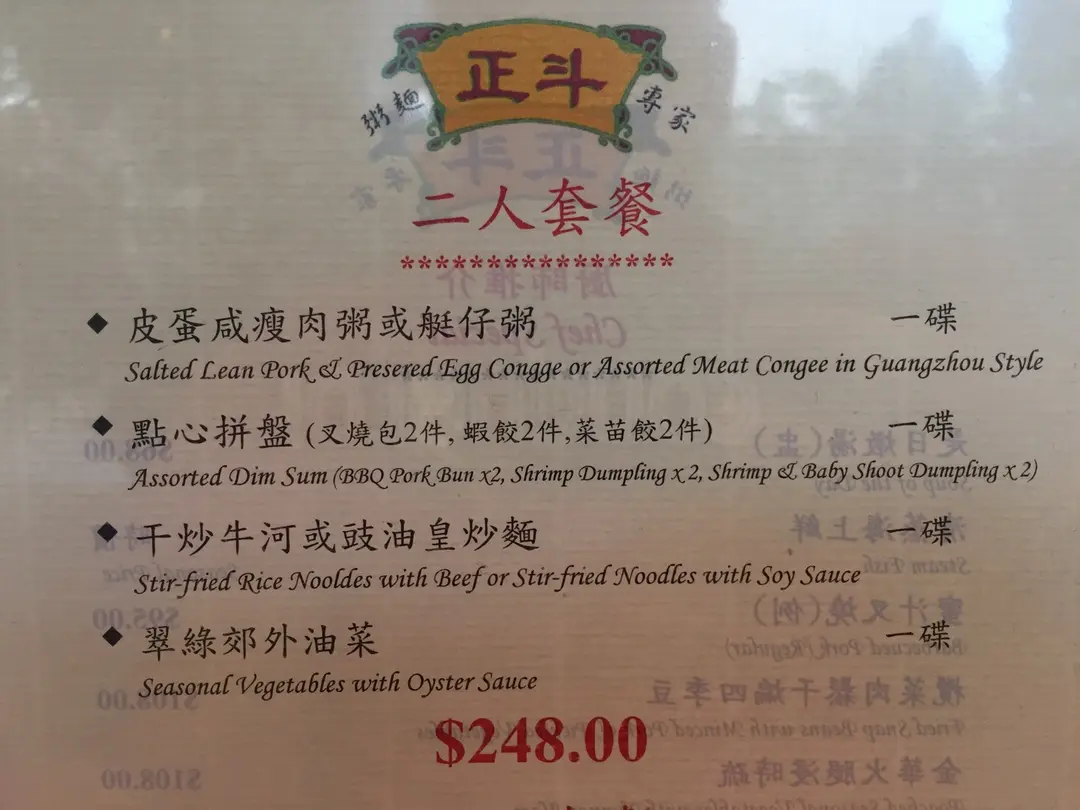 粥麵 正斗 專家
二人套餐
***************
◆ 皮蛋咸瘦肉粥或艇仔粥 一碟
Salted Lean Pork & Presered Egg Congge or Assorted Meat Congee in Guangzhou Style
◆ 點心拼盤 (叉燒包2件, 蝦餃2件,菜苗餃2件) 一碟
Assorted Dim Sum (BBQ Pork Bun x2, Shrimp Dumpling x 2, Shrimp & Baby Shoot Dumpling x 2)
◆ 干炒牛河或豉油皇炒麵 一碟
Stir-fried Rice Nooldes with Beef or Stir-fried Noodles with Soy Sauce
◆ 翠綠郊外油菜 一碟
Seasonal Vegetables with Oyster Sauce
$248.00